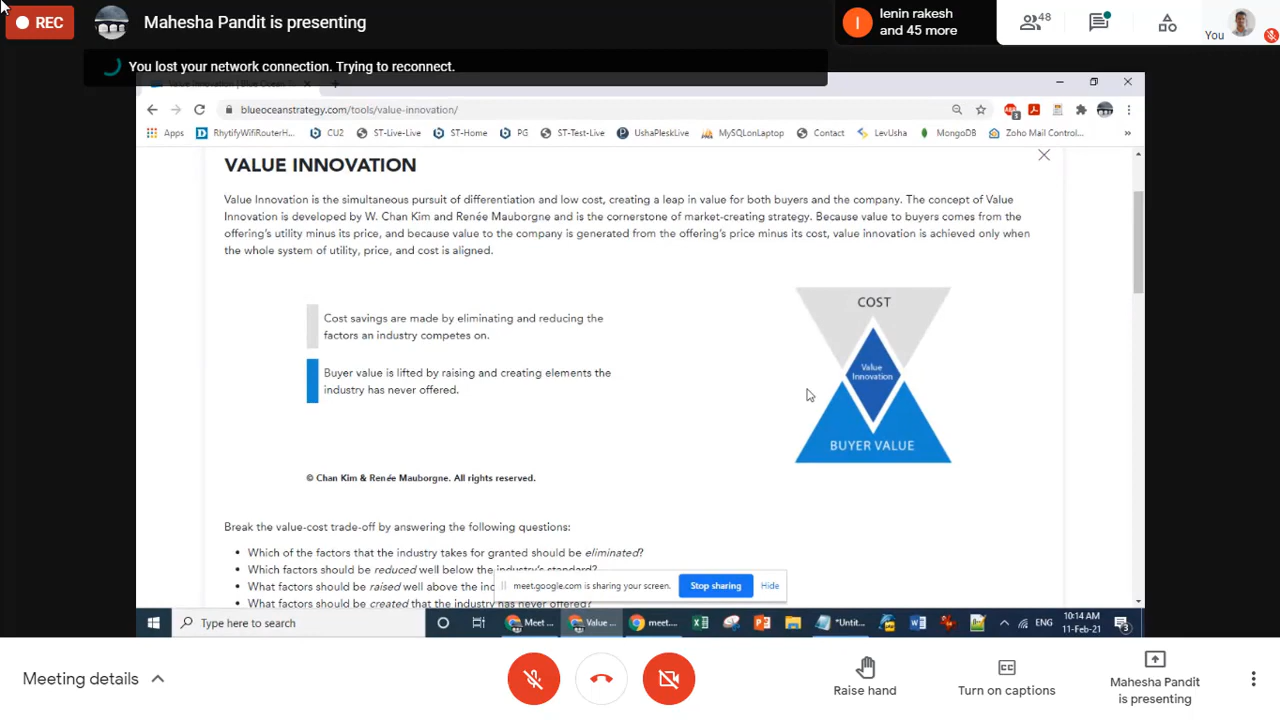 REC
Mahesha Pandit is presenting
lenin rakesh
and 45 more
48
You
You lost your network connection. Trying to reconnect.
blueoceanstrategy.com/tools/value-innovation/
Apps
RhytifyWifiRouterH...
CU2
ST-Live-Live
ST-Home
PG
ST-Test-Live
UshaPleskLive
MySQLonLaptop
Contact
LevUsha
MongoDB
Zoho Mail Control...
»
VALUE INNOVATION
Value Innovation is the simultaneous pursuit of differentiation and low cost, creating a leap in value for both buyers and the company. The concept of Value
Innovation is developed by W. Chan Kim and Renée Mauborgne and is the cornerstone of market-creating strategy. Because value to buyers comes from the
offering's utility minus its price, and because value to the company is generated from the offering's price minus its cost, value innovation is achieved only when
the whole system of utility, price, and cost is aligned.
Cost savings are made by eliminating and reducing the
factors an industry competes on.
Buyer value is lifted by raising and creating elements the
industry has never offered.
COST
Value
Innovation
BUYER VALUE
© Chan Kim & Renée Mauborgne. All rights reserved.
Break the value-cost trade-off by answering the following questions:
• Which of the factors that the industry takes for granted should be eliminated?
• Which factors should be reduced well below the industry's standard?
• What factors should be raised well above the ind
• What factors should be created that the industry has never offered?
meet.google.com is sharing your screen.
Stop sharing
Hide
Type here to search
Meet ...
Value ...
meet....
*Untit...
ENG
10:14 AM
11-Feb-21
3
Meeting details
Raise hand
Turn on captions
Mahesha Pandit
is presenting